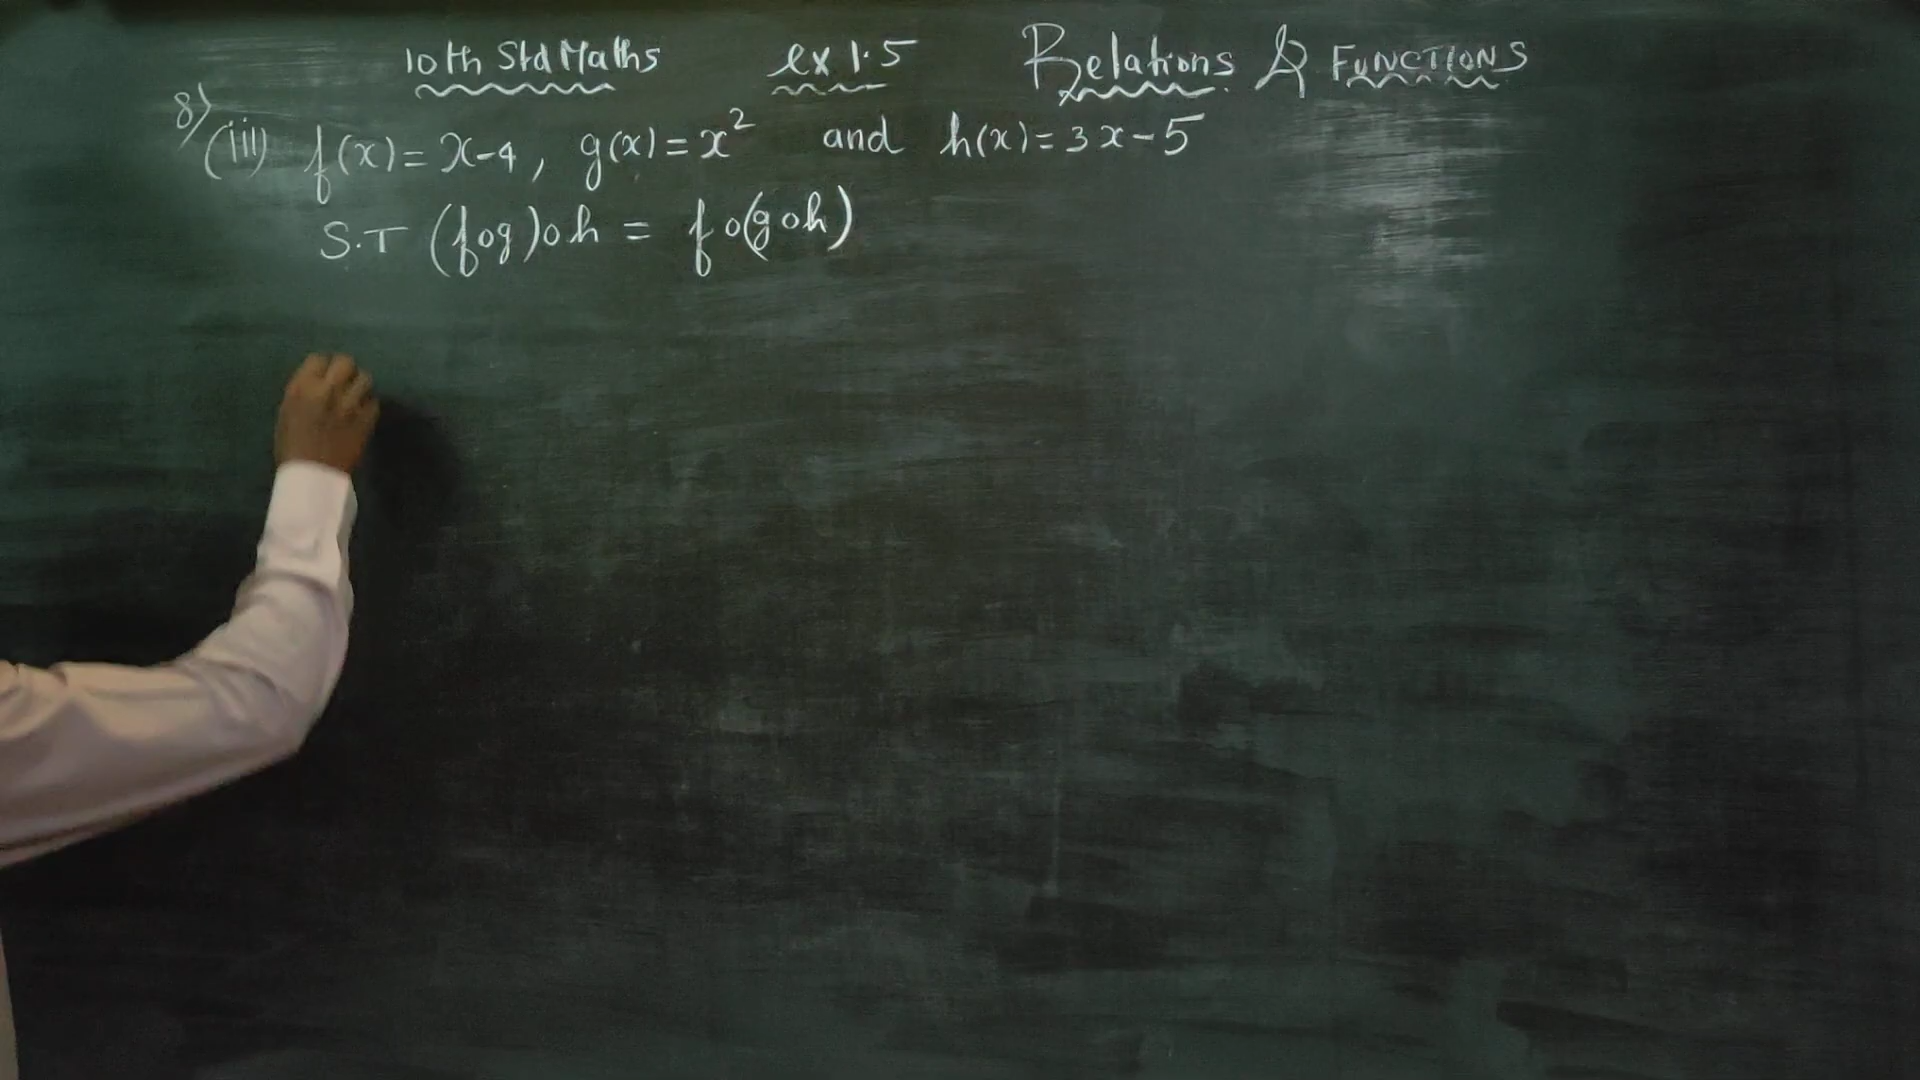 10th Std Maths ex 1.5 Relations & FUNCTIONS
8) (iii) f(x) = x-4, g(x) = x² and h(x) = 3x-5
S.T (fog)oh = fo(goh)